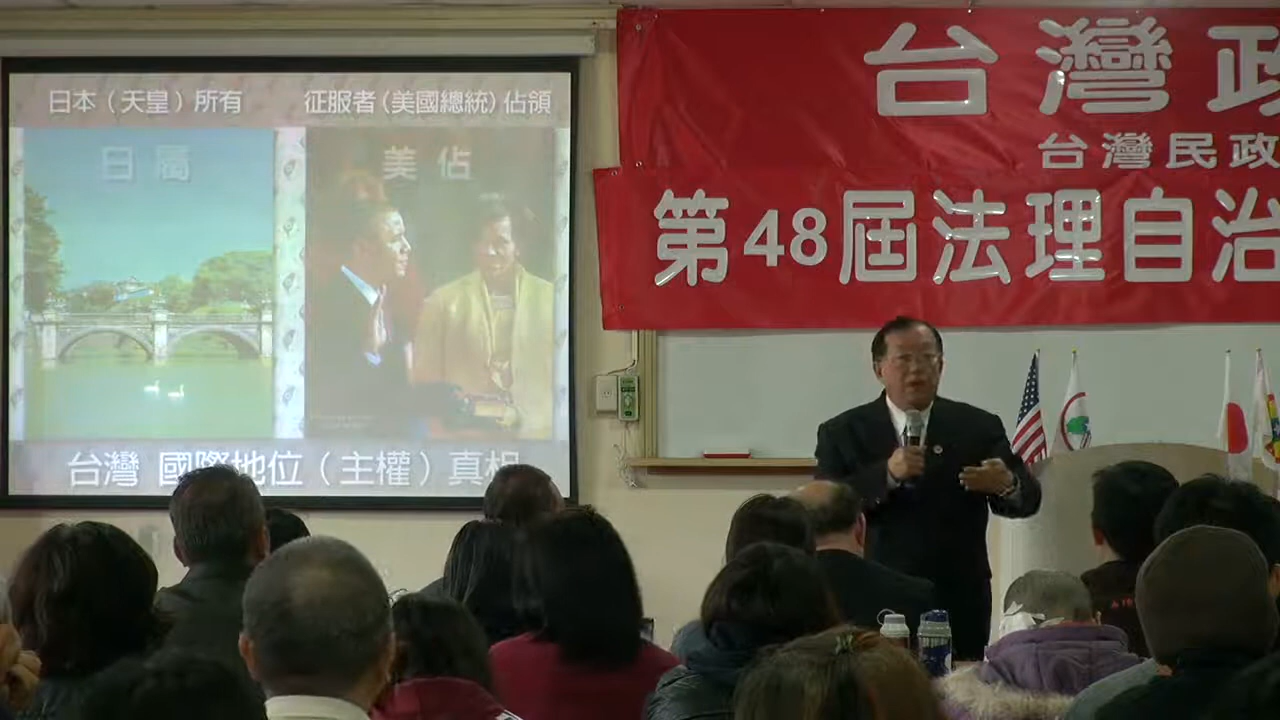 日本（天皇）所有
征服者（美國總統）佔領
日屬
美佔
台灣 國際地位（主權）真相
台灣政
台灣民政
第48屆法理自治